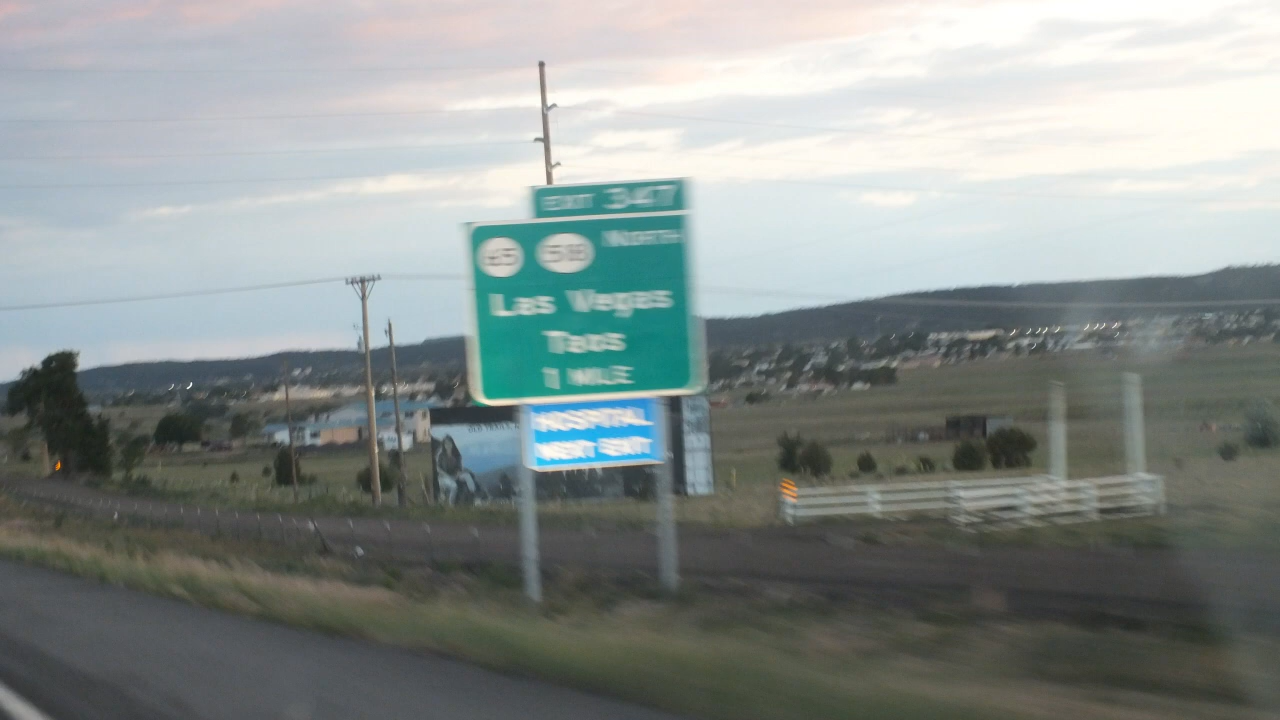 EXIT 347
65 518 NORTH
Las Vegas
Taos
1 MILE
HOSPITAL
NEXT EXIT